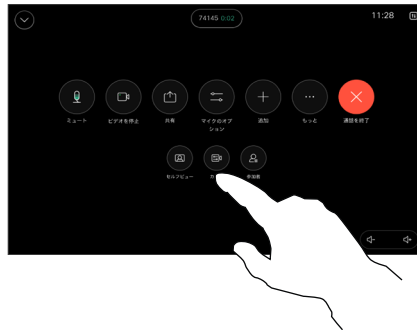 74145 0:02
11:28
ミュート
ビデオを停止
共有
マイクのオプ
ション
追加
もっと
通話を終了
セルフビュー
参加者